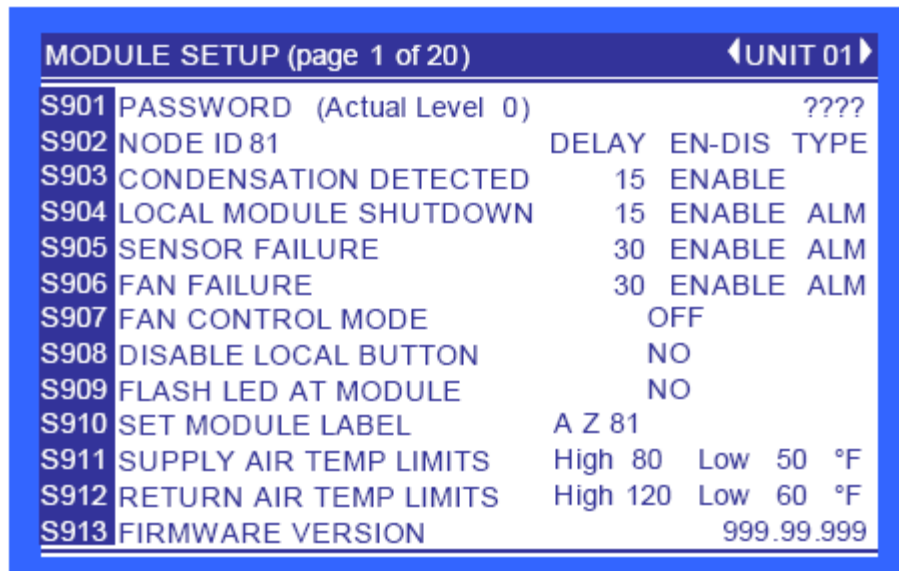 MODULE SETUP (page 1 of 20) UNIT 01
S901 PASSWORD (Actual Level 0) ????
S902 NODE ID 81 DELAY EN-DIS TYPE
S903 CONDENSATION DETECTED 15 ENABLE
S904 LOCAL MODULE SHUTDOWN 15 ENABLE ALM
S905 SENSOR FAILURE 30 ENABLE ALM
S906 FAN FAILURE 30 ENABLE ALM
S907 FAN CONTROL MODE OFF
S908 DISABLE LOCAL BUTTON NO
S909 FLASH LED AT MODULE NO
S910 SET MODULE LABEL A Z 81
S911 SUPPLY AIR TEMP LIMITS High 80 Low 50 °F
S912 RETURN AIR TEMP LIMITS High 120 Low 60 °F
S913 FIRMWARE VERSION 999.99.999